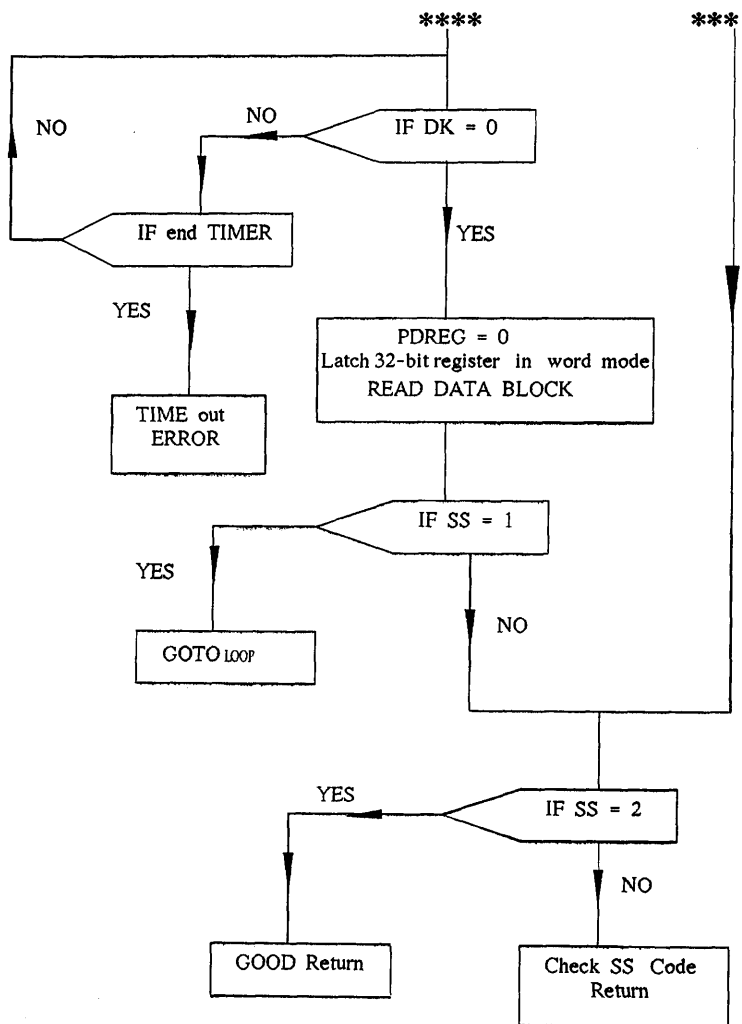 ****
***
IF DK = 0
NO
NO
IF end TIMER
YES
YES
PDREG = 0
Latch 32-bit register in word mode
READ DATA BLOCK
TIME out
ERROR
IF SS = 1
YES
GOTO LOOP
NO
IF SS = 2
YES
NO
GOOD Return
Check SS Code
Return